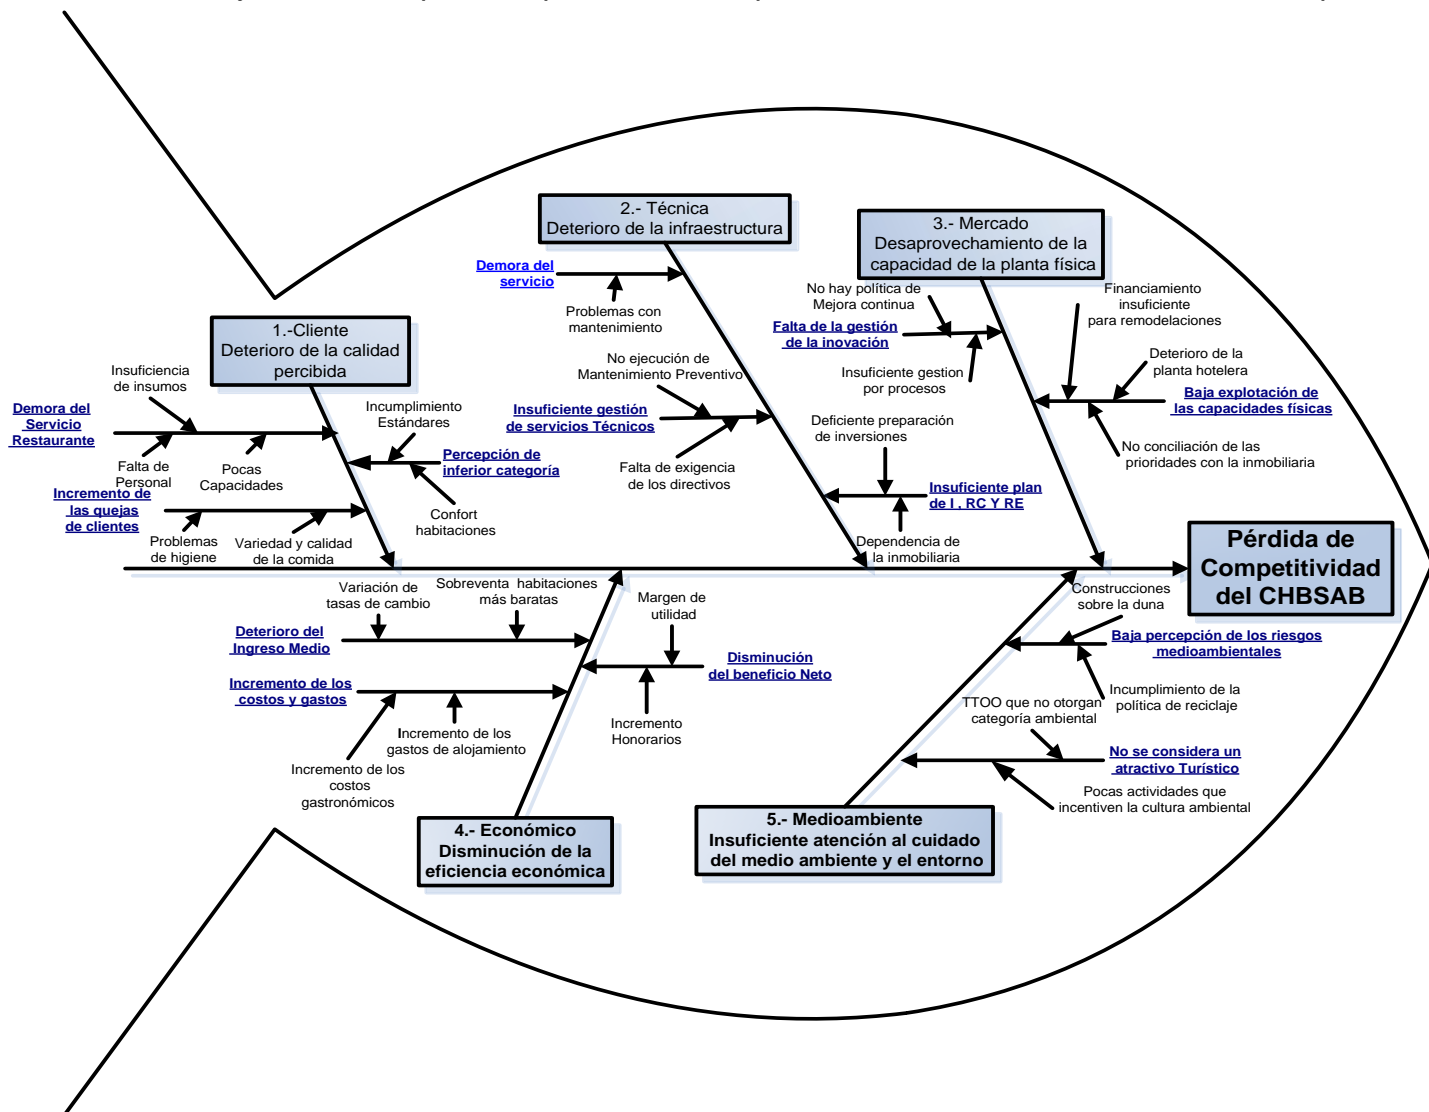 2.- Técnica
Deterioro de la infraestructura
3.- Mercado
Desaprovechamiento de la
capacidad de la planta física
1.-Cliente
Deterioro de la calidad
percibida
Demora del
servicio
Problemas con
mantenimiento
No hay política de
Mejora continua
Falta de la gestión
de la inovación
Insuficiente gestion
por procesos
Financiamiento
insuficiente
para remodelaciones
Deterioro de la
planta hotelera
Baja explotación de
las capacidades físicas
No conciliación de las
prioridades con la inmobiliaria
Insuficiencia
de insumos
Demora del
Servicio
Restaurante
Falta de
Personal
Pocas
Capacidades
Incumplimiento
Estándares
Percepción de
inferior categoría
Confort
habitaciones
Incremento de
las quejas
de clientes
Problemas
de higiene
Variedad y calidad
de la comida
No ejecución de
Mantenimiento Preventivo
Insuficiente gestión
de servicios Técnicos
Falta de exigencia
de los directivos
Deficiente preparación
de inversiones
Insuficiente plan
de I , RC Y RE
Dependencia de
la inmobiliaria
Pérdida de
Competitividad
del CHBSAB
Variación de
tasas de cambio
Sobreventa habitaciones
más baratas
Deterioro del
Ingreso Medio
Margen de
utilidad
Disminución
del beneficio Neto
Incremento
Honorarios
Incremento de los
costos y gastos
Incremento de los
gastos de alojamiento
Incremento de los
costos
gastronómicos
Construcciones
sobre la duna
Baja percepción de los riesgos
medioambientales
Incumplimiento de la
política de reciclaje
TTOO que no otorgan
categoría ambiental
No se considera un
atractivo Turístico
Pocas actividades que
incentiven la cultura ambiental
4.- Económico
Disminución de la
eficiencia económica
5.- Medioambiente
Insuficiente atención al cuidado
del medio ambiente y el entorno